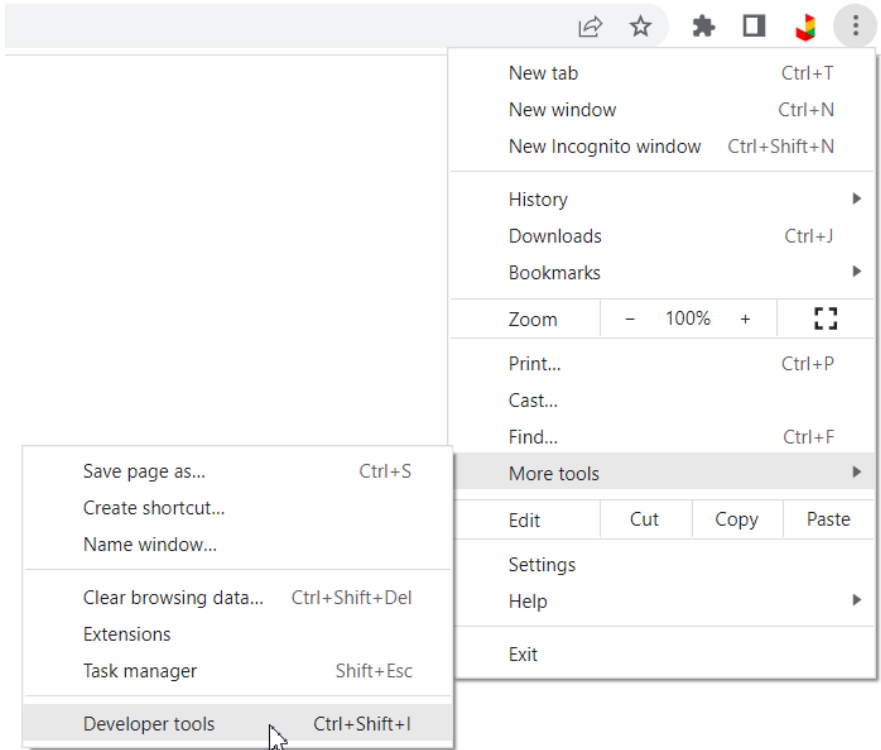 New tab Ctrl+T
New window Ctrl+N
New Incognito window Ctrl+Shift+N
History
Downloads Ctrl+J
Bookmarks
Zoom - 100% +
Print... Ctrl+P
Cast...
Find... Ctrl+F
More tools
Edit Cut Copy Paste
Settings
Help
Exit
Save page as... Ctrl+S
Create shortcut...
Name window...
Clear browsing data... Ctrl+Shift+Del
Extensions
Task manager Shift+Esc
Developer tools Ctrl+Shift+I